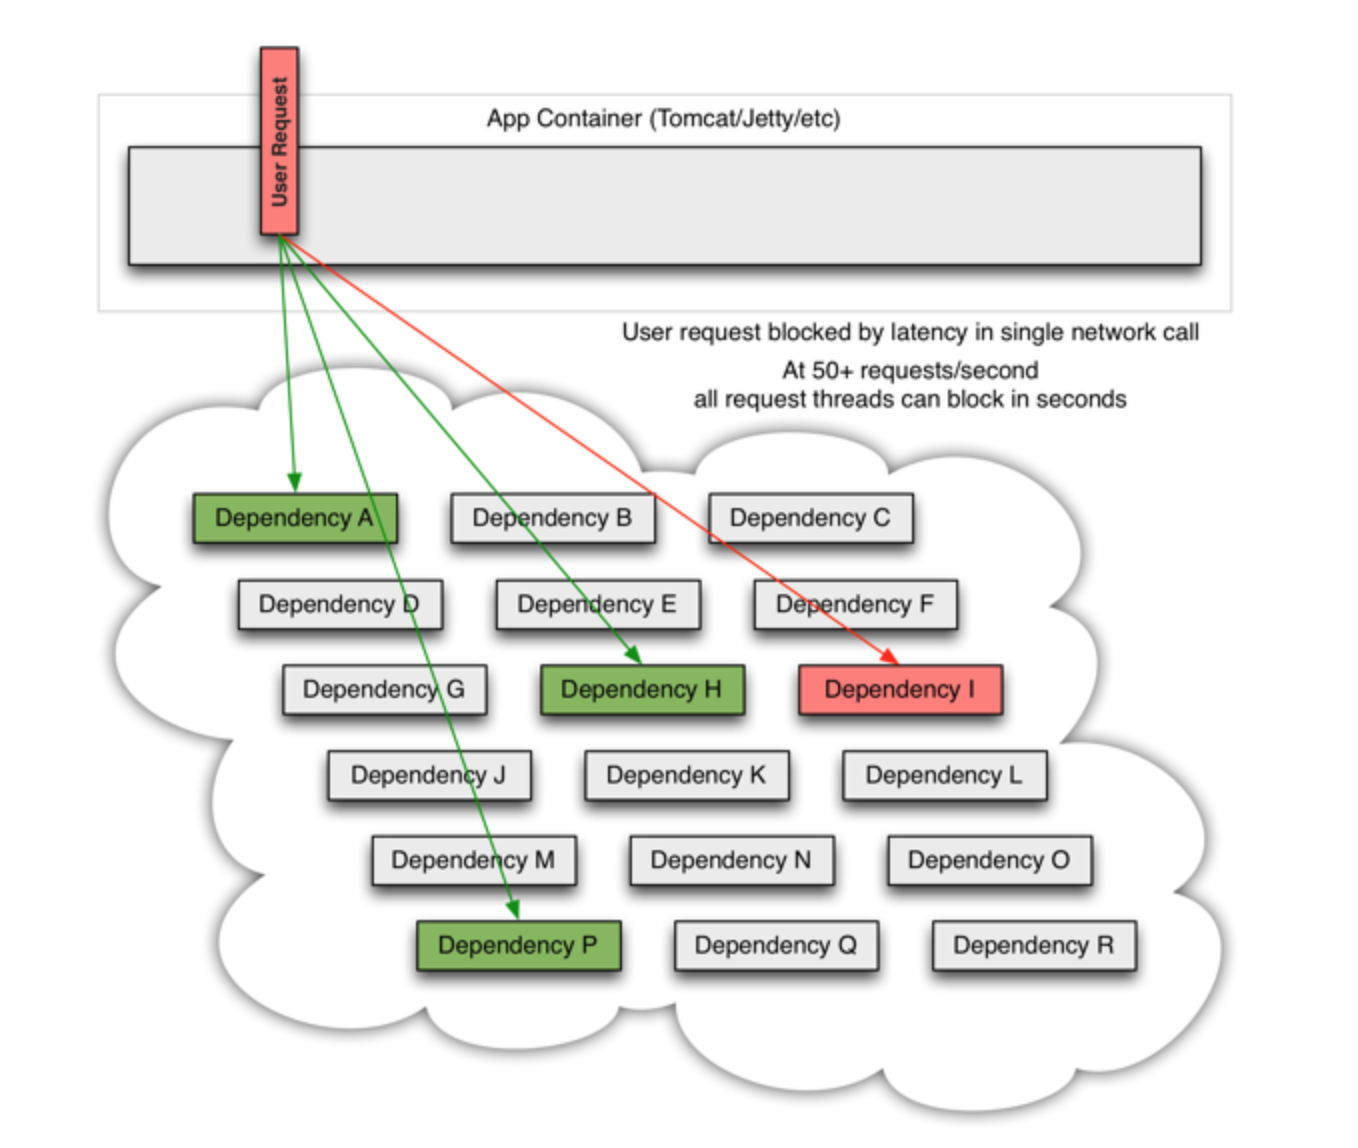 User Request
App Container (Tomcat/Jetty/etc)
User request blocked by latency in single network call
At 50+ requests/second
all request threads can block in seconds
Dependency A
Dependency B
Dependency C
Dependency D
Dependency E
Dependency F
Dependency G
Dependency H
Dependency I
Dependency J
Dependency K
Dependency L
Dependency M
Dependency N
Dependency O
Dependency P
Dependency Q
Dependency R